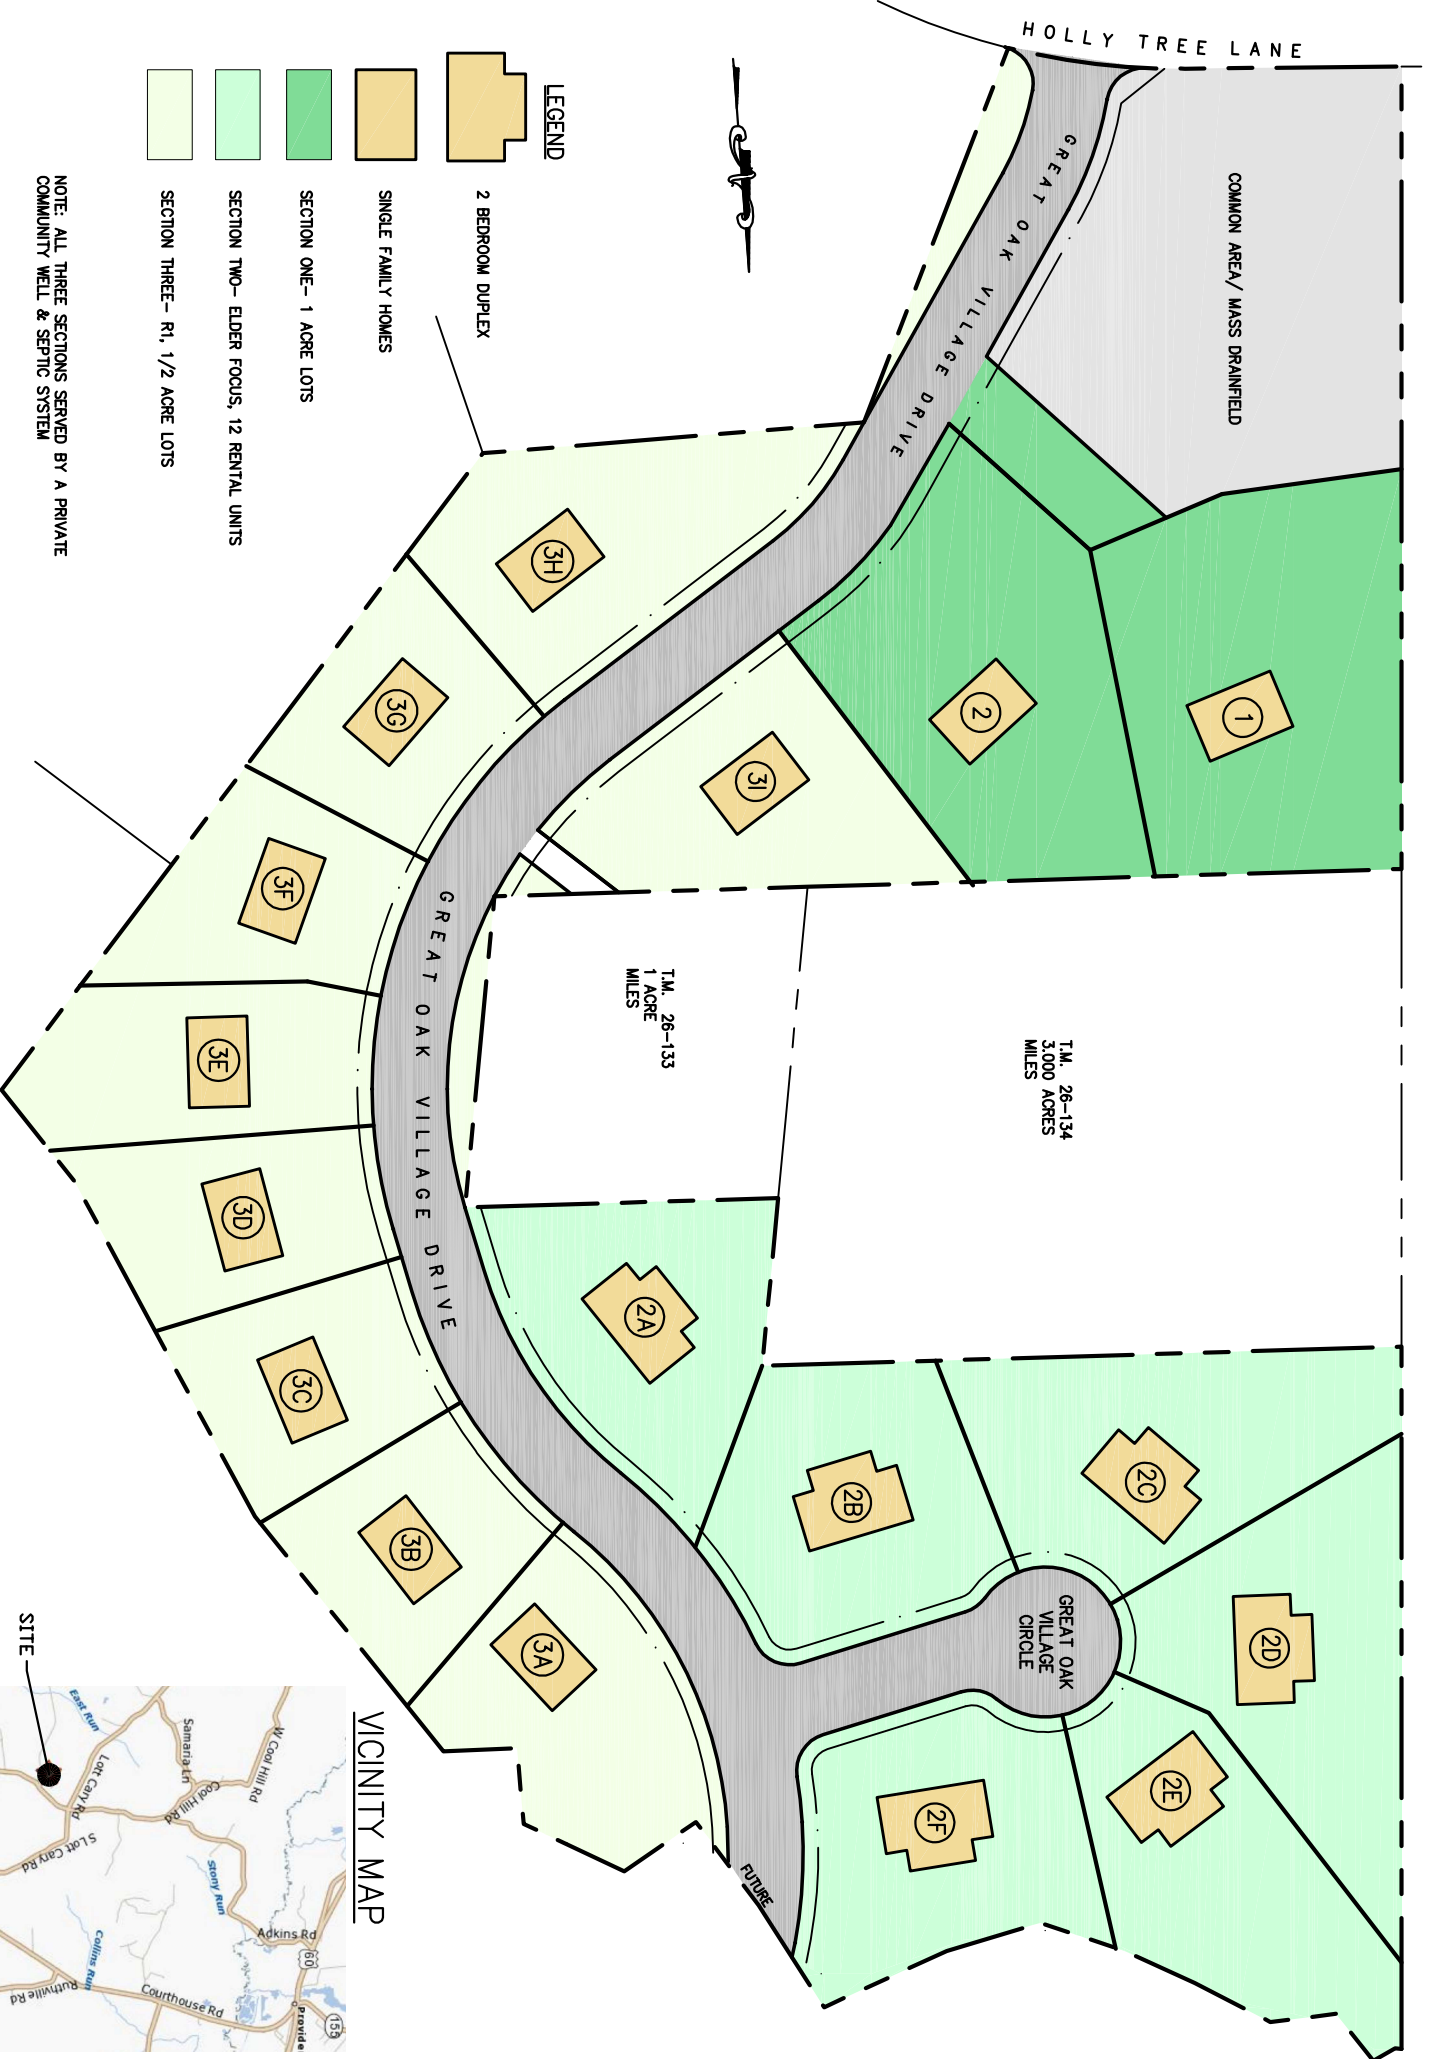 HOLLY TREE LANE
GREAT OAK VILLAGE DRIVE
COMMON AREA/ MASS DRAINFIELD
LEGEND
2 BEDROOM DUPLEX
SINGLE FAMILY HOMES
SECTION ONE- 1 ACRE LOTS
SECTION TWO- ELDER FOCUS, 12 RENTAL UNITS
SECTION THREE- R1, 1/2 ACRE LOTS
NOTE: ALL THREE SECTIONS SERVED BY A PRIVATE
COMMUNITY WELL & SEPTIC SYSTEM
1
2
3I
3H
3G
3F
3E
3D
3C
3B
3A
GREAT OAK VILLAGE DRIVE
T.M. 26-133
1 ACRE
MILES
T.M. 26-134
3.000 ACRES
MILES
2A
2B
2C
2D
2E
2F
GREAT OAK
VILLAGE
CIRCLE
FUTURE
VICINITY MAP
SITE
East Run
Samaria Ln
W Cool Hill Rd
Lott Cary Rd
Cool Hill Rd
S Lott Cary Rd
Stony Run
Adkins Rd
60
Collins Run
Ruthville Rd
Courthouse Rd
Provide
155